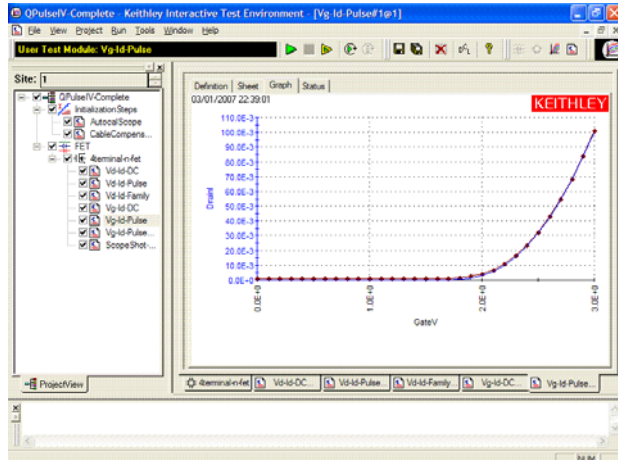 QPulseIV-Complete - Keithley Interactive Test Environment - [Vg-Id-Pulse#1@1]
File View Project Run Tools Window Help
User Test Module: Vg-Id-Pulse
Site: 1
QPulseIV-Complete
InitializationSteps
AutocalScope
CableCompens...
FET
4terminal-n-fet
Vd-Id-DC
Vd-Id-Pulse
Vd-Id-Family
Vg-Id-DC
Vg-Id-Pulse
Vg-Id-Pulse...
ScopeShot-...
ProjectView
Definition Sheet Graph Status
03/01/2007 22:39:01
KEITHLEY
110.0E-3
100.0E-3
90.0E-3
80.0E-3
70.0E-3
60.0E-3
50.0E-3
40.0E-3
30.0E-3
20.0E-3
10.0E-3
0.0E+0
DrainI
0.0E+0
1.0E+0
2.0E+0
3.0E+0
GateV
4terminal-n-fet Vd-Id-DC... Vd-Id-Pulse... Vd-Id-Family... Vg-Id-DC... Vg-Id-Pulse...
NUM